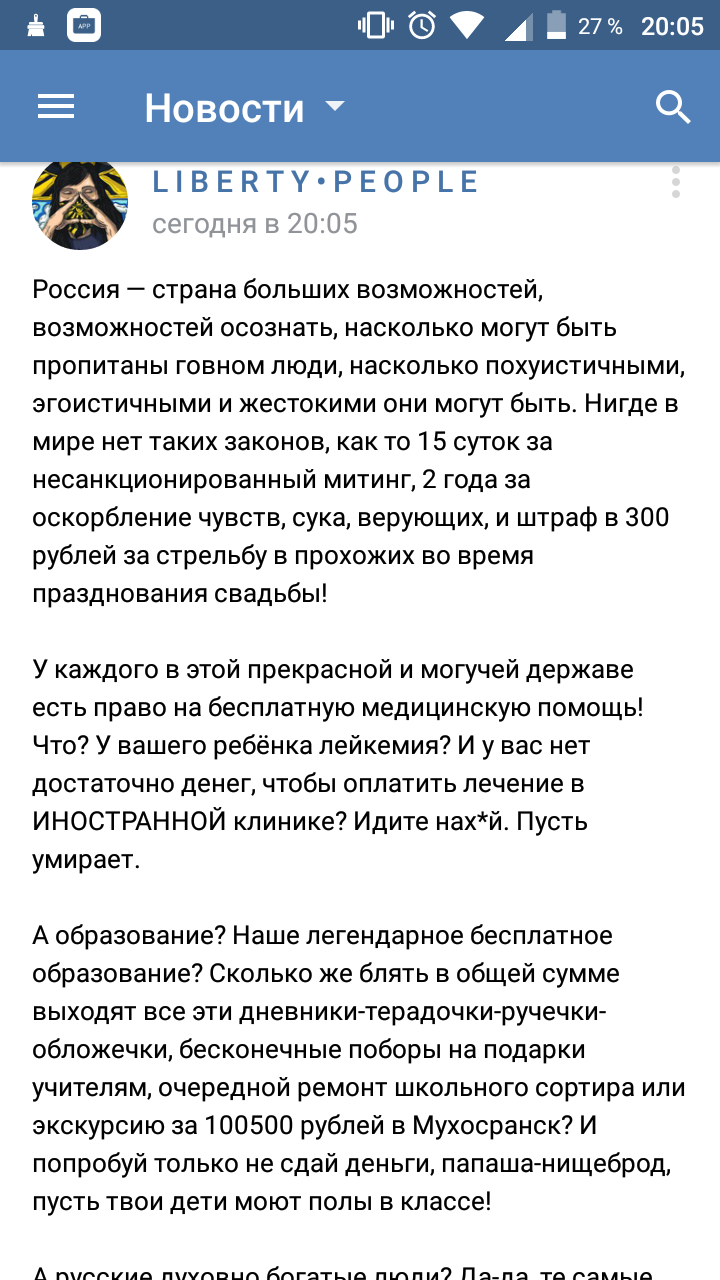 APP
27 %
20:05
Новости
LIBERTY•PEOPLE
сегодня в 20:05
Россия — страна больших возможностей,
возможностей осознать, насколько могут быть
пропитаны говном люди, насколько похуистичными,
эгоистичными и жестокими они могут быть. Нигде в
мире нет таких законов, как то 15 суток за
несанкционированный митинг, 2 года за
оскорбление чувств, сука, верующих, и штраф в 300
рублей за стрельбу в прохожих во время
празднования свадьбы!
У каждого в этой прекрасной и могучей державе
есть право на бесплатную медицинскую помощь!
Что? У вашего ребёнка лейкемия? И у вас нет
достаточно денег, чтобы оплатить лечение в
ИНОСТРАННОЙ клинике? Идите нах*й. Пусть
умирает.
А образование? Наше легендарное бесплатное
образование? Сколько же блять в общей сумме
выходят все эти дневники-терадочки-ручечки-
обложечки, бесконечные поборы на подарки
учителям, очередной ремонт школьного сортира или
экскурсию за 100500 рублей в Мухосранск? И
попробуй только не сдай деньги, папаша-нищеброд,
пусть твои дети моют полы в классе!
А русские духовно богатые люди? Да-да, те самые